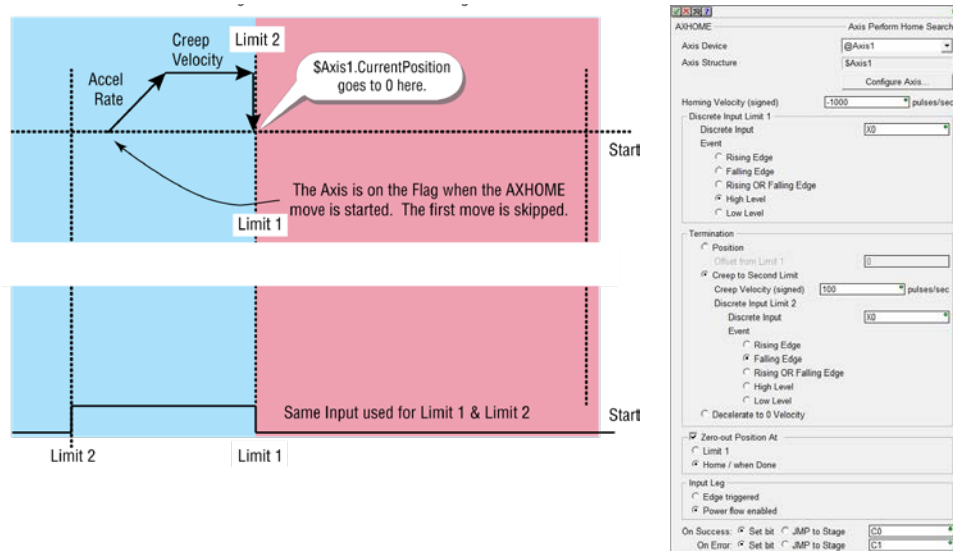 Creep
Velocity
Limit 2
Accel
Rate
$Axis1.CurrentPosition
goes to 0 here.
Start
The Axis is on the Flag when the AXHOME
move is started. The first move is skipped.
Limit 1
Same Input used for Limit 1 & Limit 2
Start
Limit 2
Limit 1
AXHOME Axis Perform Home Search
Axis Device @Axis1
Axis Structure $Axis1
Configure Axis...
Homing Velocity (signed) -1000 pulses/sec
Discrete Input Limit 1
Discrete Input X0
Event
Rising Edge
Falling Edge
Rising OR Falling Edge
High Level
Low Level
Termination
Position
Offset from Limit 1 0
Creep to Second Limit
Creep Velocity (signed) 100 pulses/sec
Discrete Input Limit 2
Discrete Input X0
Event
Rising Edge
Falling Edge
Rising OR Falling Edge
High Level
Low Level
Decelerate to 0 Velocity
Zero-out Position At
Limit 1
Home / when Done
Input Leg
Edge triggered
Power flow enabled
On Success: Set bit JMP to Stage C0
On Error: Set bit JMP to Stage C1